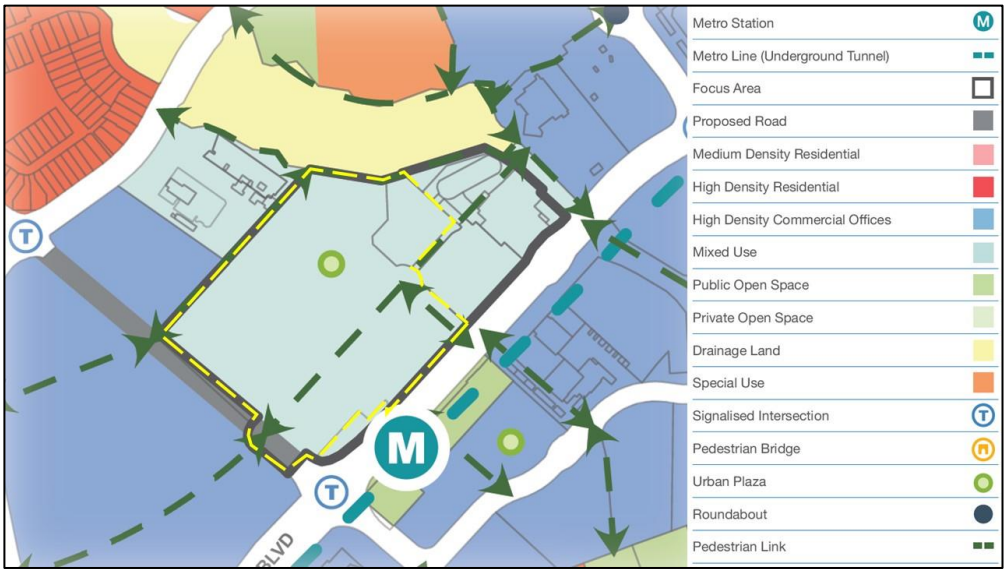 Metro Station
M
Metro Line (Underground Tunnel)
Focus Area
Proposed Road
Medium Density Residential
High Density Residential
High Density Commercial Offices
Mixed Use
Public Open Space
Private Open Space
Drainage Land
Special Use
Signalised Intersection
T
Pedestrian Bridge
Urban Plaza
Roundabout
Pedestrian Link
T
M
T
BLVD